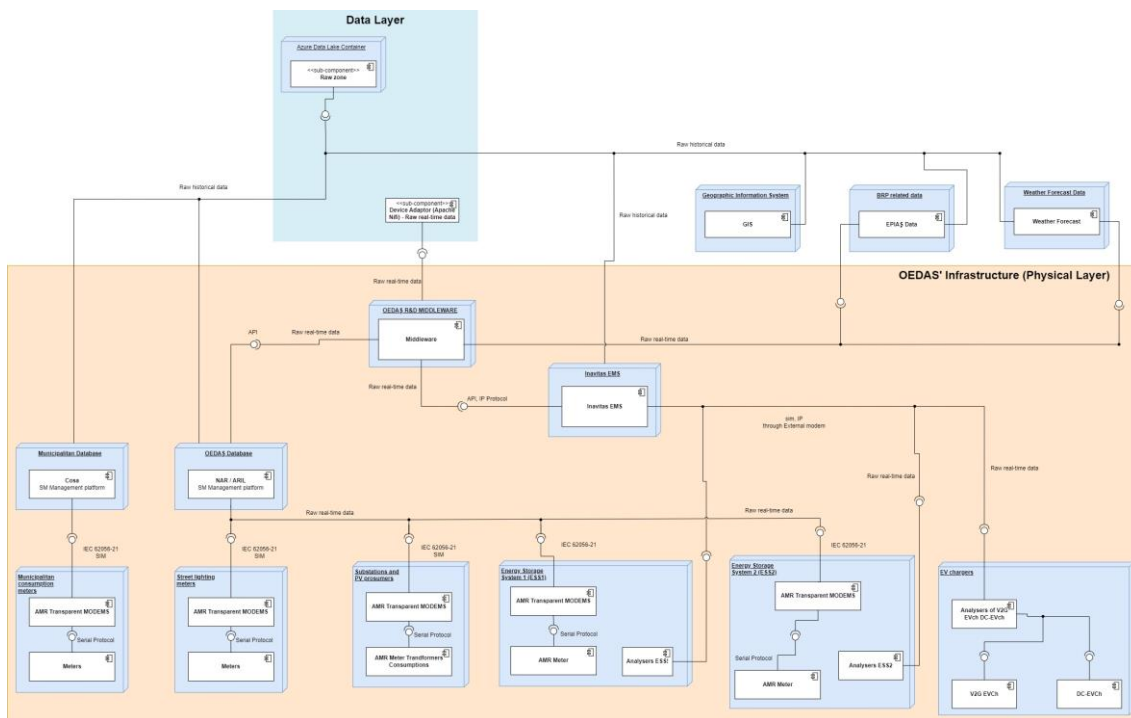 Data Layer
Azure Data Lake Container
<<sub-component>>
Raw zone
Raw historical data
Raw historical data
<<sub-component>>
Device Adaptor (Apache
Nifi) - Raw real-time data
Raw historical data
Geographic Information System
GIS
BRP related data
EPIAŞ Data
Weather Forecast Data
Weather Forecast
OEDAS' Infrastructure (Physical Layer)
Raw real-time data
OEDAŞ R&D MIDDLEWARE
Middleware
API
Raw real-time data
Raw real-time data
Raw real-time data
API, IP Protocol
Inavitas EMS
Inavitas EMS
sim, IP
through External modem
Municipalitan Database
Cosa
SM Management platform
OEDAŞ Database
NAR / ARIL
SM Management platform
Raw real-time data
Raw real-time data
Raw real-time data
Raw real-time data
IEC 62056-21
SIM
IEC 62056-21
SIM
IEC 62056-21
SIM
IEC 62056-21
IEC 62056-21
Municipalitan
consumption
meters
AMR Transparent MODEMS
Serial Protocol
Meters
Street lighting
meters
AMR Transparent MODEMS
Serial Protocol
Meters
Substations and
PV prosumers
AMR Transparent MODEMS
Serial Protocol
AMR Meter Trandformers
Consumptions
Energy Storage
System 1 (ESS1)
AMR Transparent MODEMS
Serial Protocol
AMR Meter
Energy Storage
System 2 (ESS2)
AMR Transparent MODEMS
Serial Protocol
AMR Meter
Analysers ESS2
EV chargers
Analysers of V2G
EVch DC-EVch
V2G EVCh
DC-EVCh